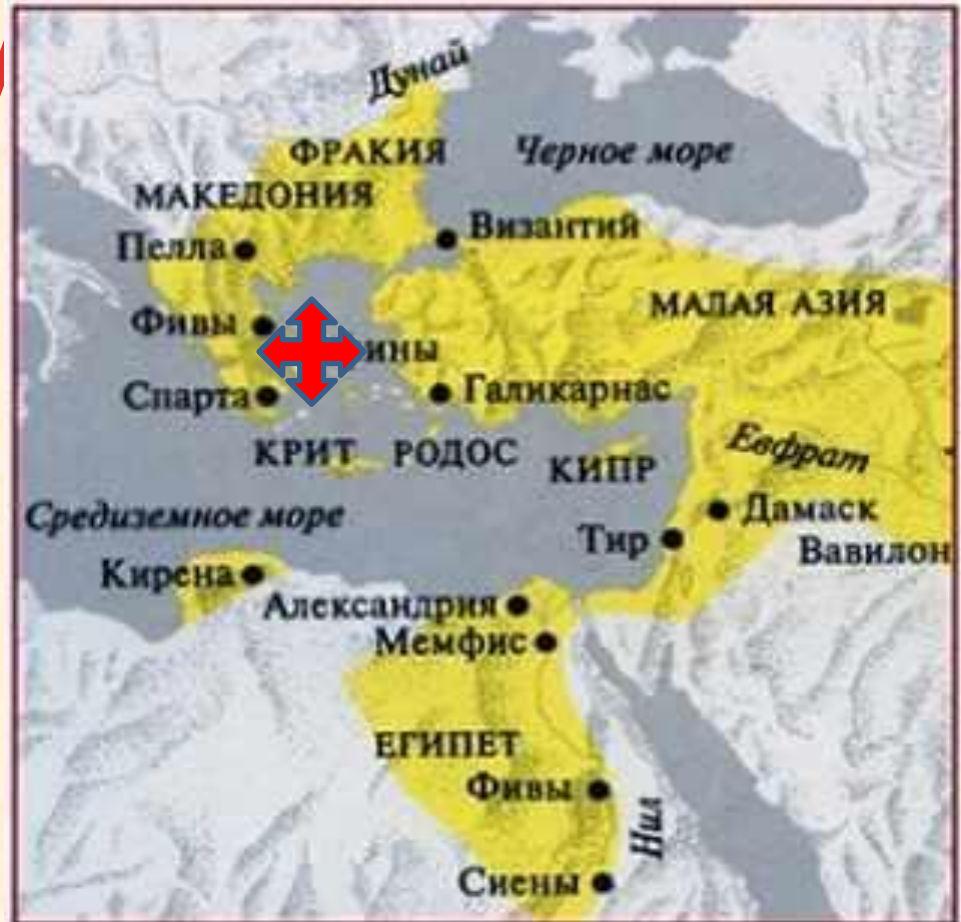 Дунай
ФРАКИЯ
Черное море
МАКЕДОНИЯ
Византий
Пелла
МАЛАЯ АЗИЯ
Фивы
ины
Спарта
Галикарнас
КРИТ РОДОС КИПР
Евфрат
Средиземное море
Дамаск
Тир
Вавилон
Кирена
Александрия
Мемфис
ЕГИПЕТ
Фивы
Нил
Сиены